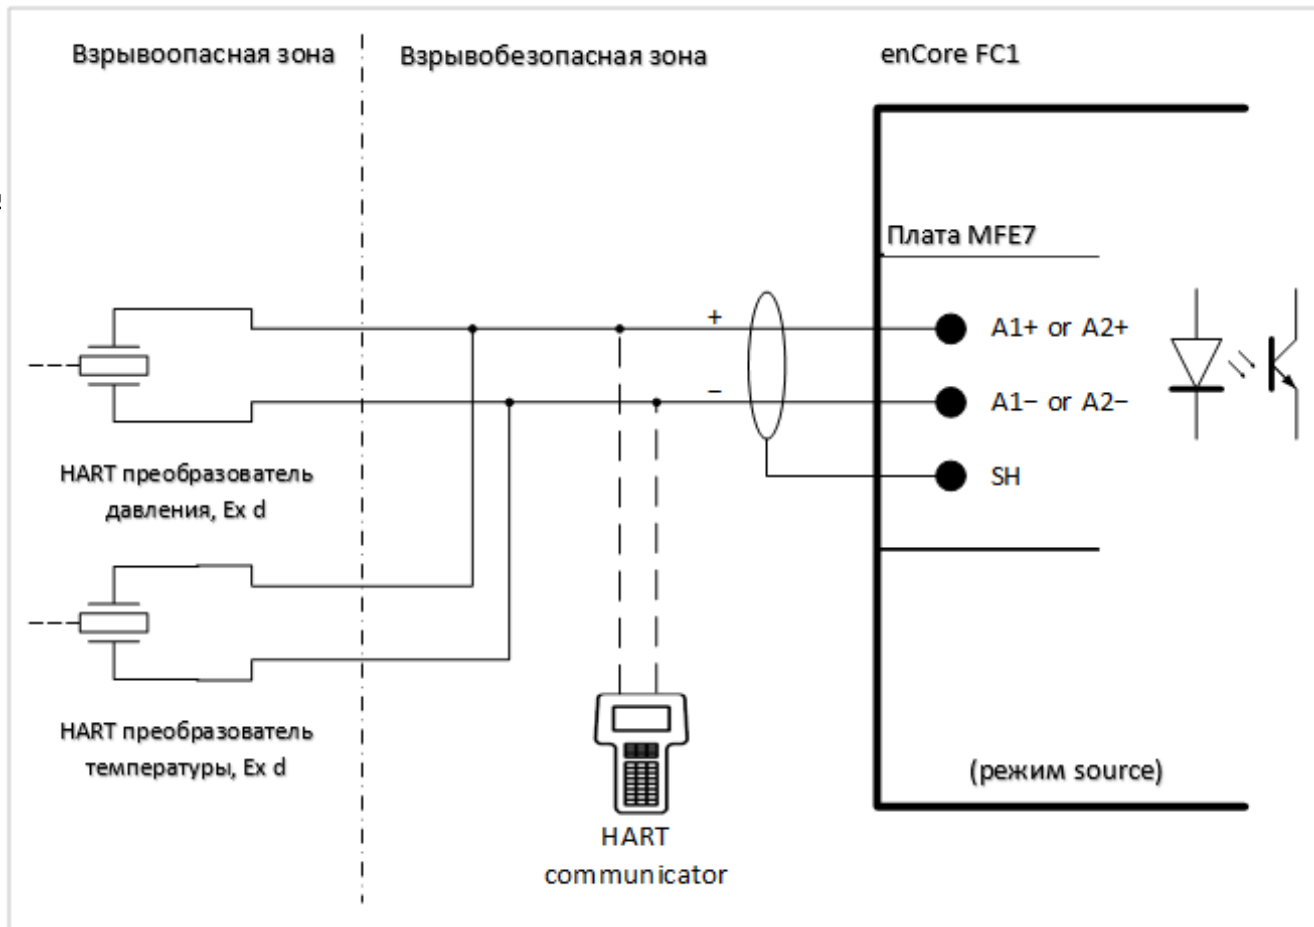 Взрывоопасная зона
Взрывобезопасная зона
enCore FC1
Плата MFE7
+
A1+ or A2+
−
A1− or A2−
SH
HART преобразователь
давления, Ex d
HART преобразователь
температуры, Ex d
(режим source)
HART
communicator